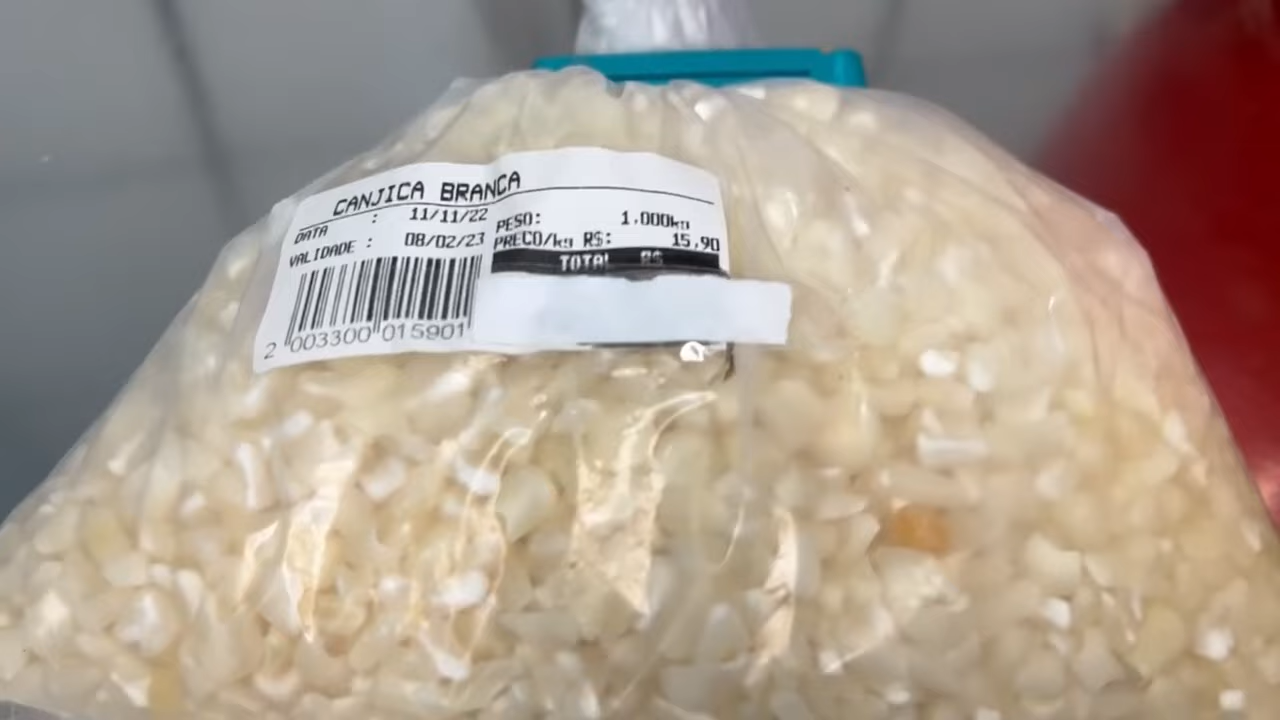 CANJICA BRANCA
DATA : 11/11/22
VALIDADE : 08/02/23
PESO: 1.000kg
PRECO/kg R$: 15,90
TOTAL R$
2 003300 015901